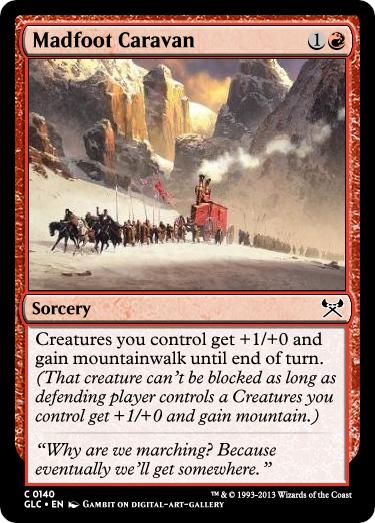 Madfoot Caravan 1
Sorcery
Creatures you control get +1/+0 and
gain mountainwalk until end of turn.
(That creature can't be blocked as long as
defending player controls a Creatures you
control get +1/+0 and gain mountain.)
“Why are we marching? Because
eventually we'll get somewhere.”
C 0140
GLC • EN GAMBIT ON DIGITAL-ART-GALLERY
™ & © 1993-2013 Wizards of the Coast